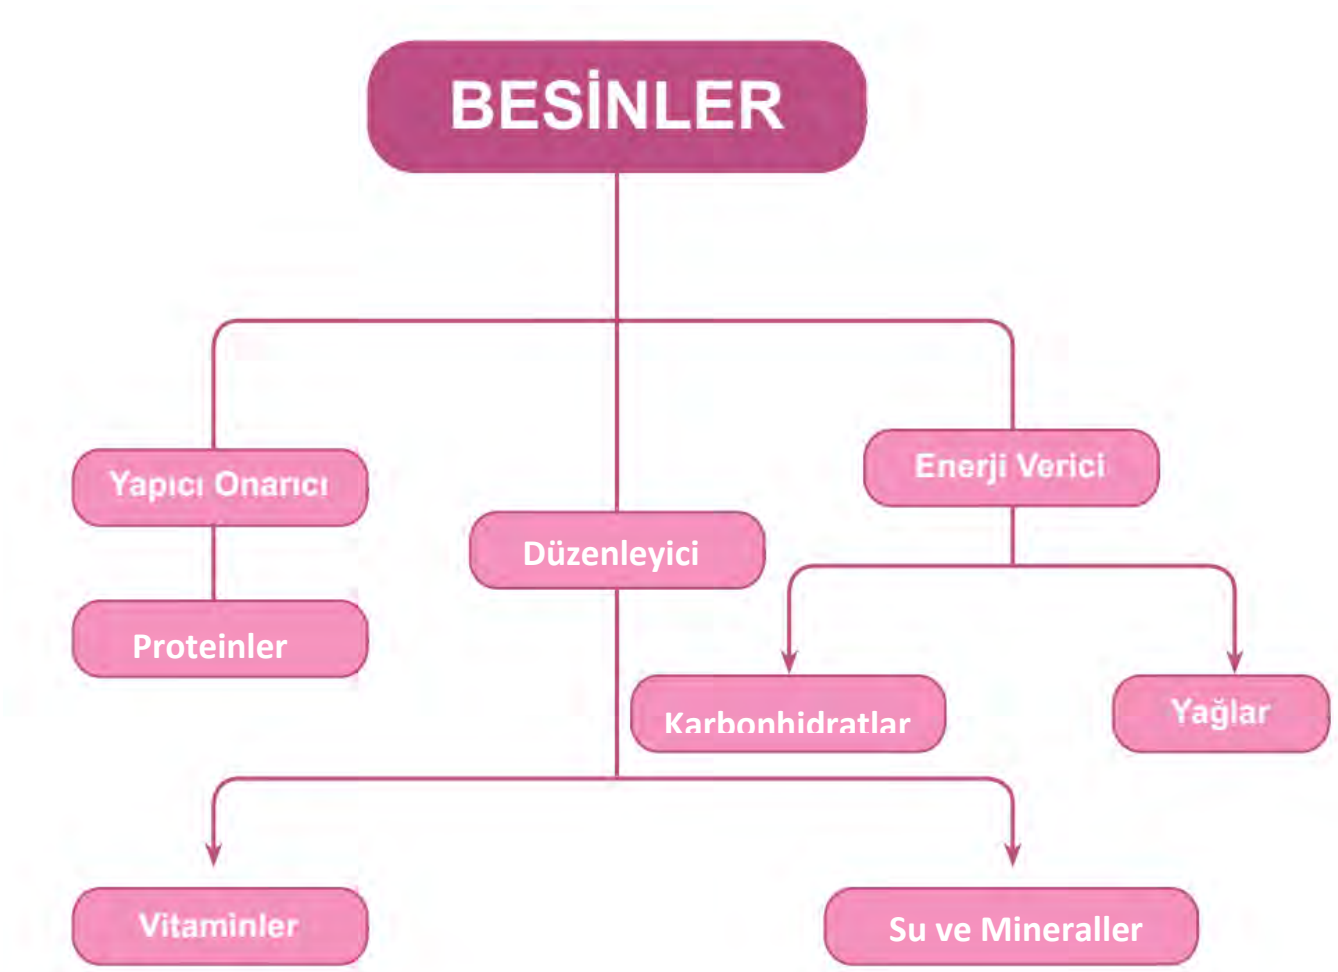 BESİNLER
Yapıcı Onarıcı
Enerji Verici
Düzenleyici
Proteinler
Karbonhidratlar
Yağlar
Vitaminler
Su ve Mineraller